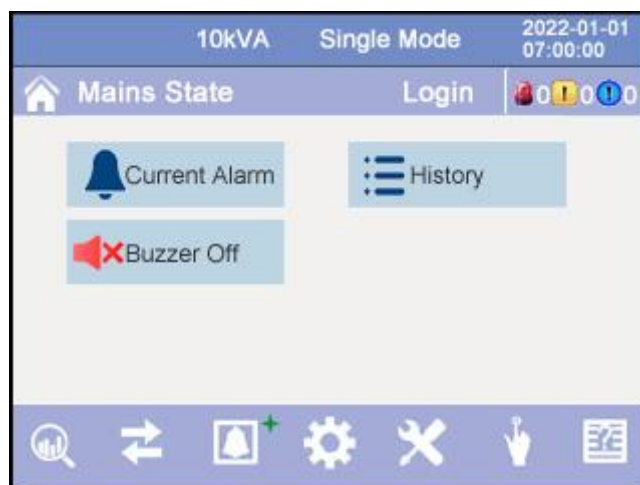 10kVA Single Mode 2022-01-01
07:00:00
Mains State Login 0 ! 0 ! 0
Current Alarm History
Buzzer Off